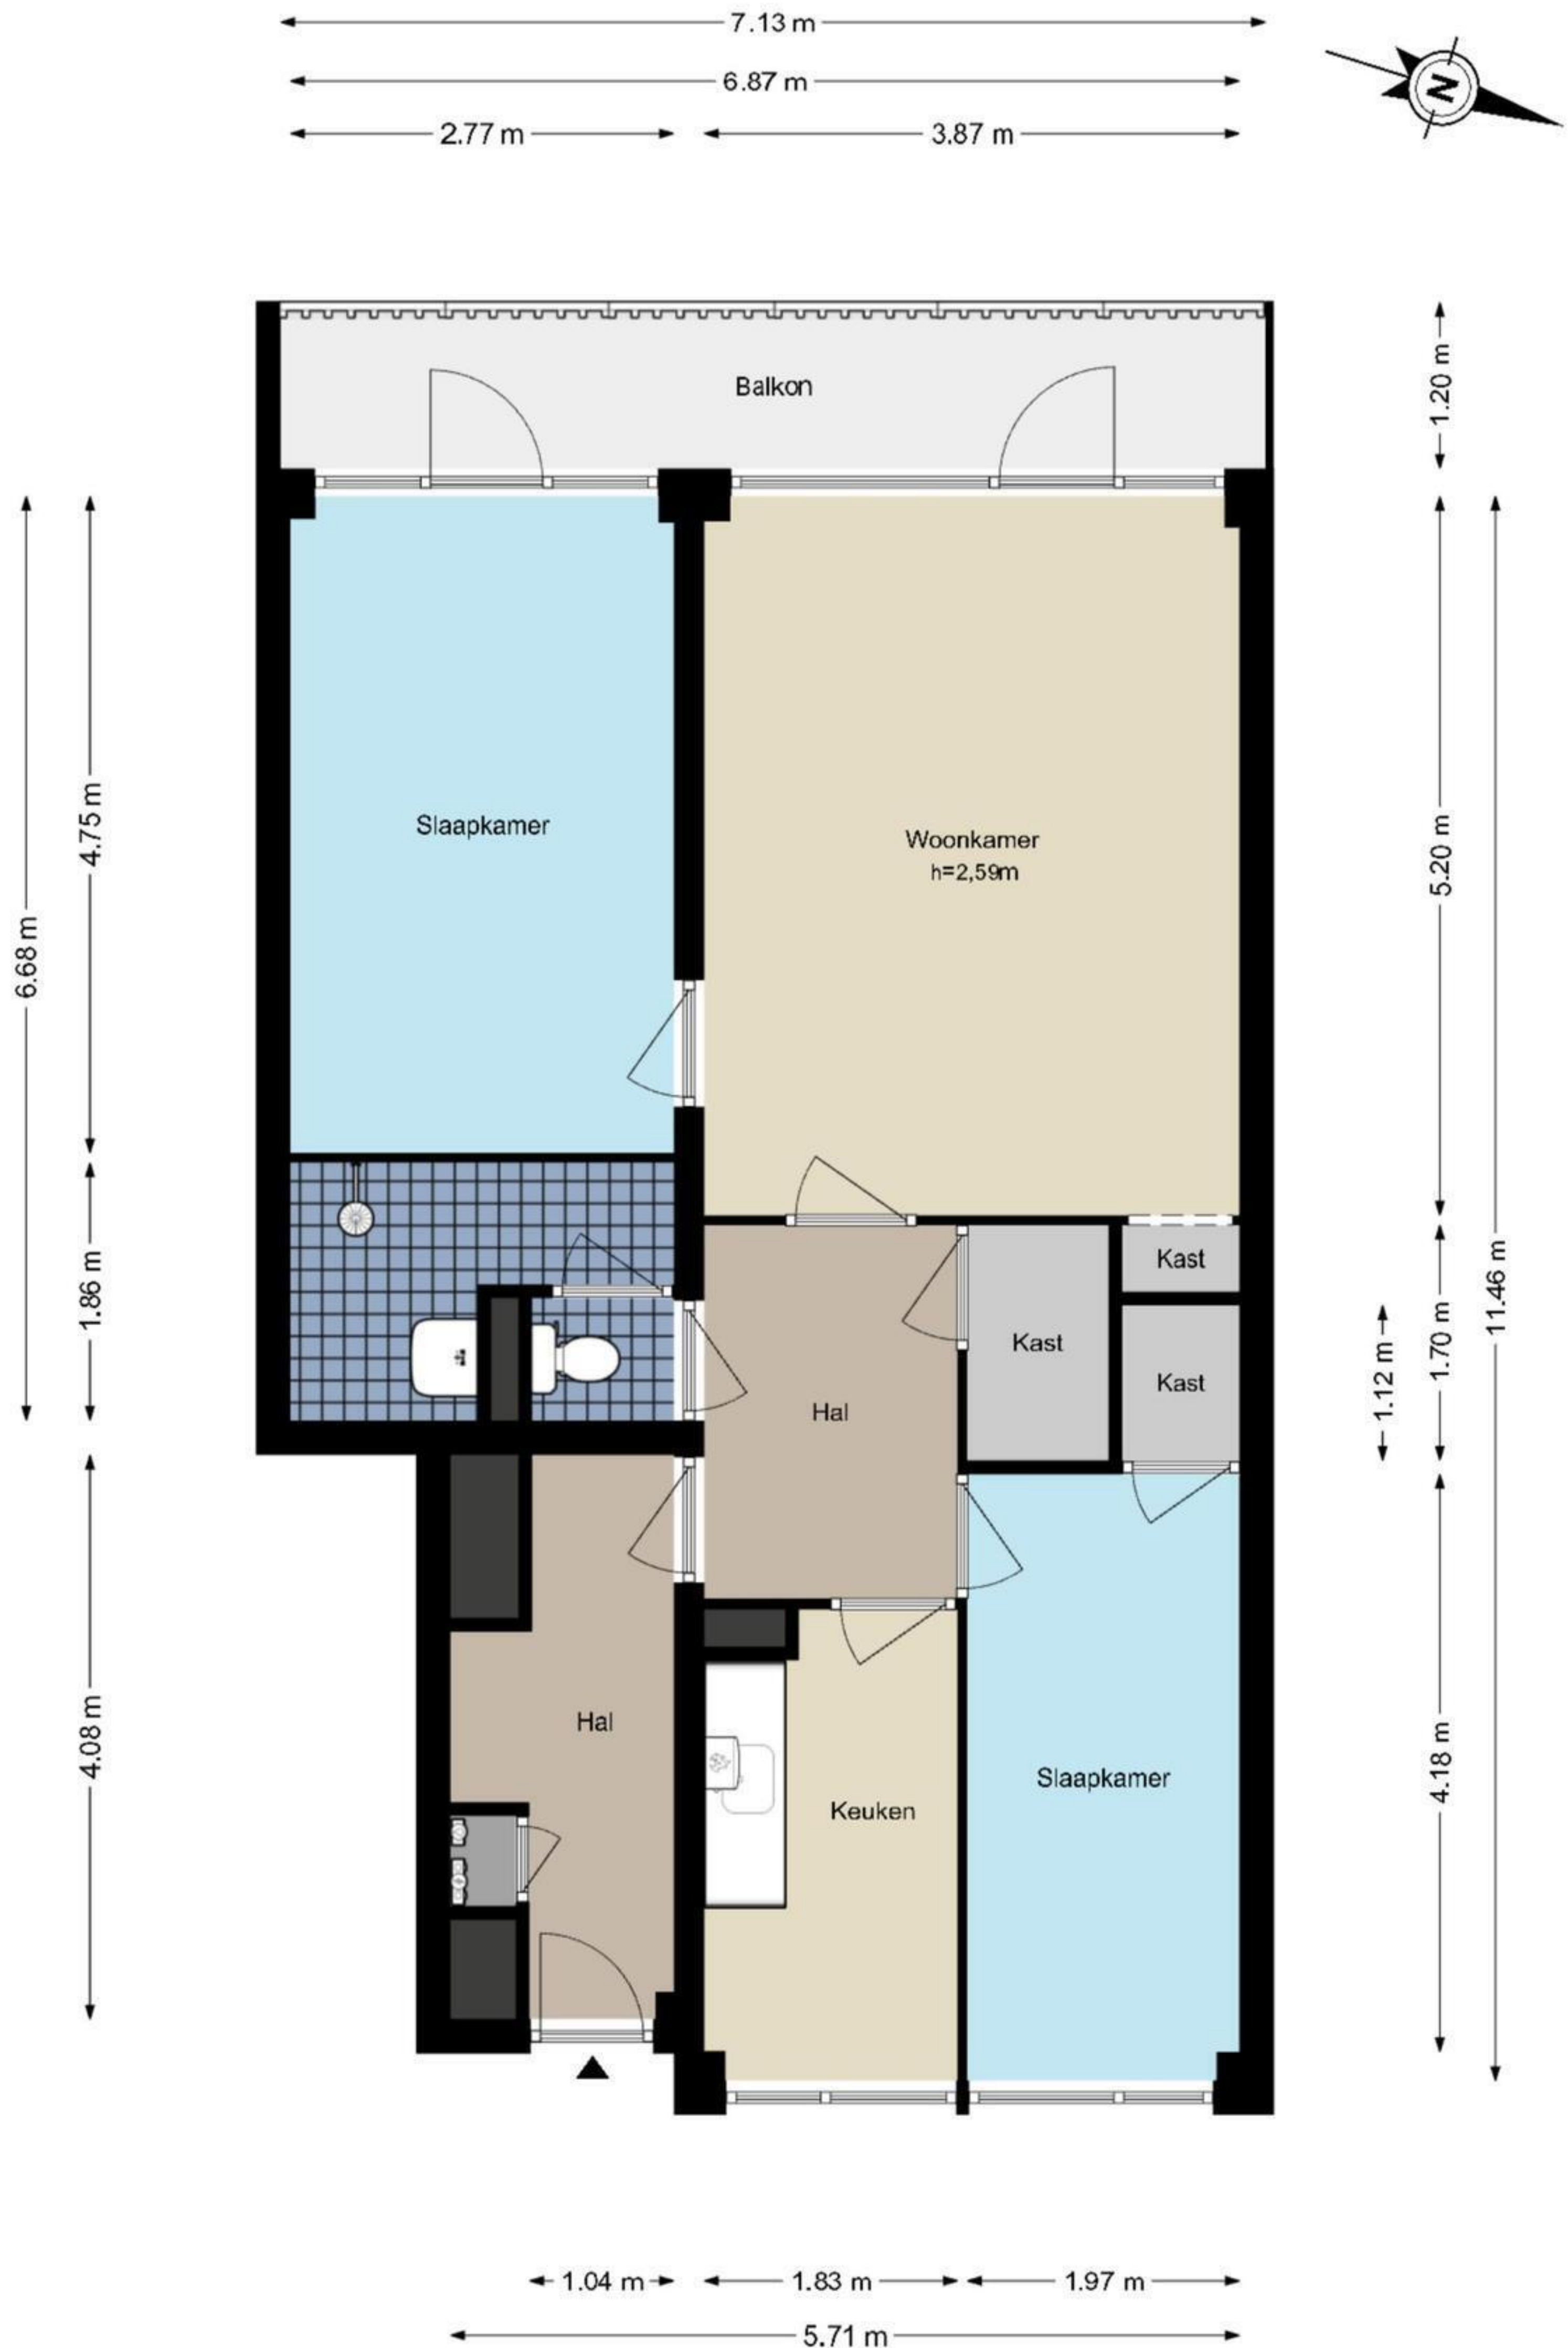 7.13 m
6.87 m
N
2.77 m
3.87 m
1.20 m
Balkon
4.75 m
Slaapkamer
Woonkamer
h=2,59m
5.20 m
6.68 m
1.86 m
Kast
Kast
Kast
Hal
1.12 m
1.70 m
11.46 m
4.08 m
Hal
Keuken
Slaapkamer
4.18 m
1.04 m
1.83 m
1.97 m
5.71 m